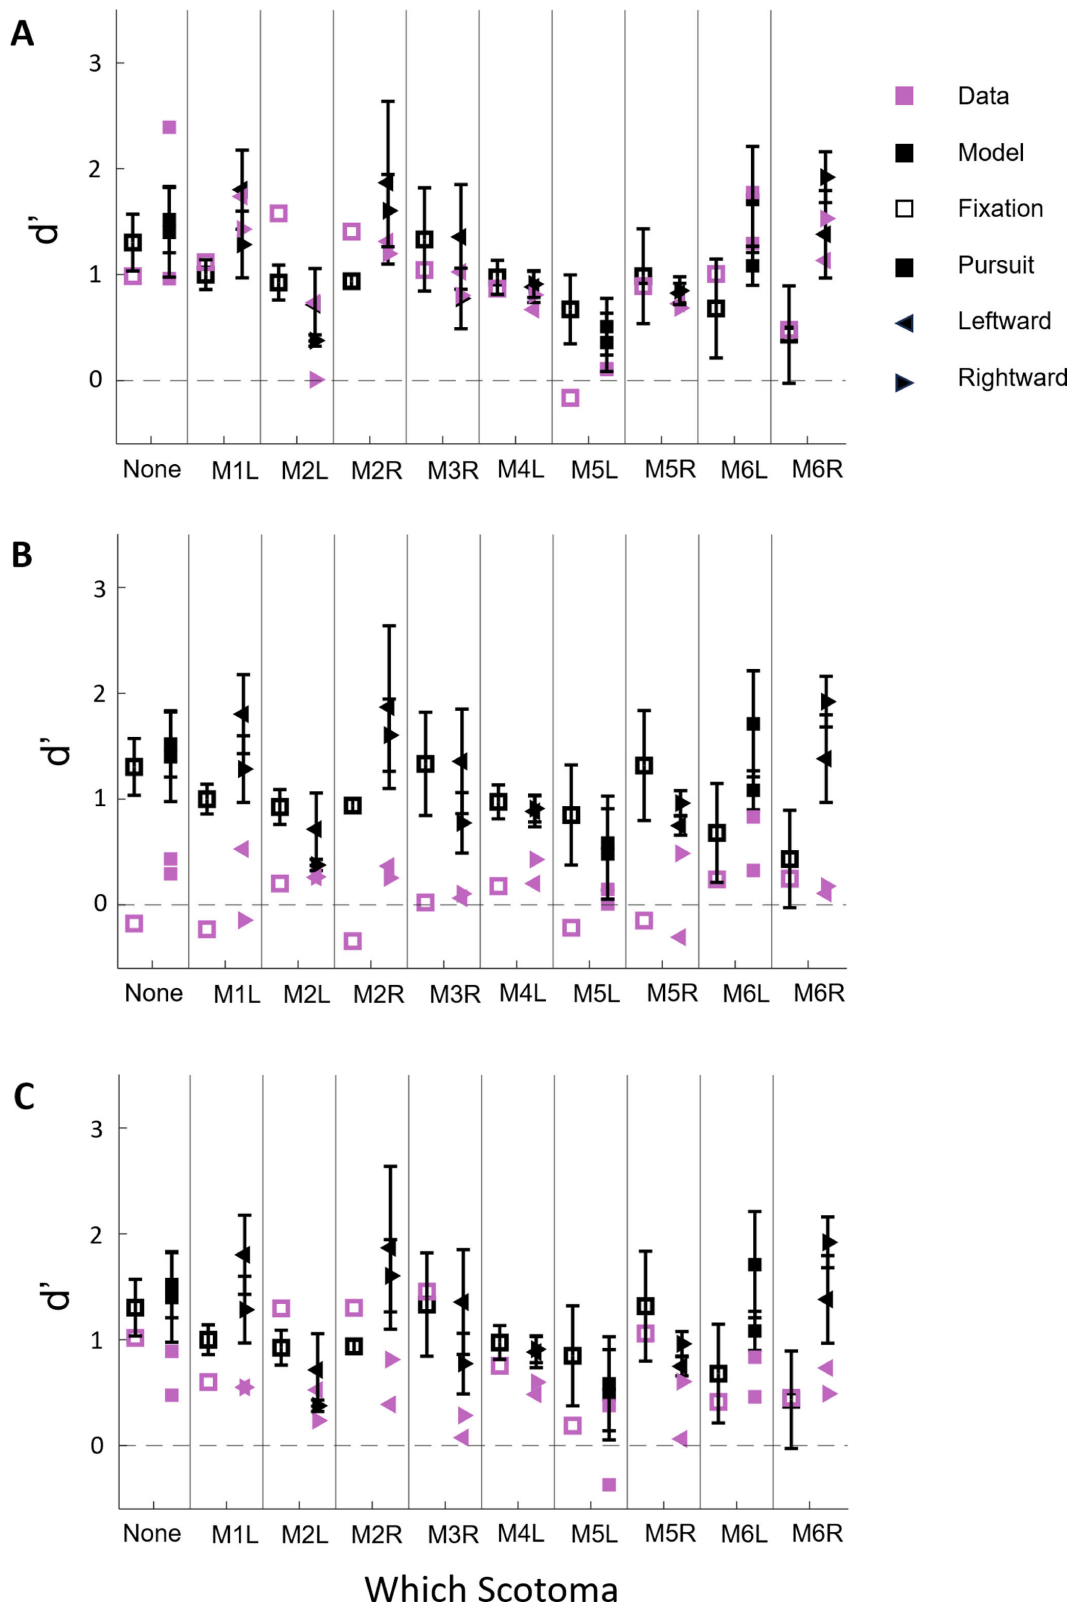 A
3
2
1
0
d'
None M1L M2L M2R M3R M4L M5L M5R M6L M6R
Data
Model
Fixation
Pursuit
Leftward
Rightward
B
3
2
1
0
d'
None M1L M2L M2R M3R M4L M5L M5R M6L M6R
C
3
2
1
0
d'
None M1L M2L M2R M3R M4L M5L M5R M6L M6R
Which Scotoma